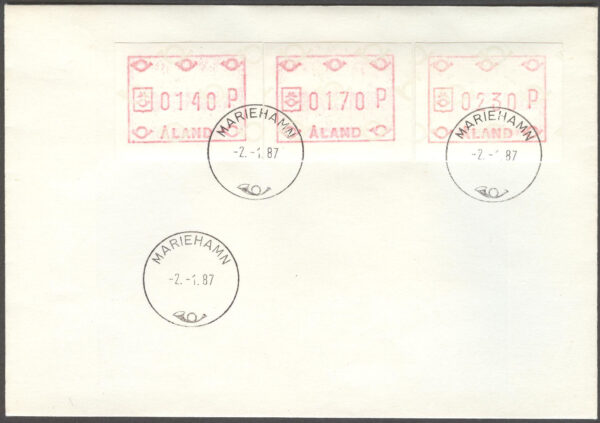 0140 P
ÅLAND
0170 P
ÅLAND
0230 P
ÅLAND
MARIEHAMN
-2.-1.87
MARIEHAMN
-2.-1.87
MARIEHAMN
-2.-1.87